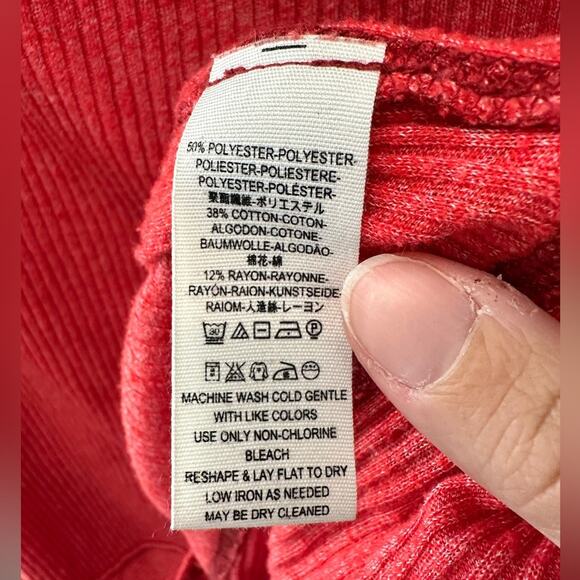 50% POLYESTER-POLYESTER-
POLIESTER-POLIESTERE-
POLYESTER-POLÉSTER-
聚酯纖維-ポリエステル
38% COTTON-COTON-
ALGODON-COTONE-
BAUMWOLLE-ALGODÃO-
棉花-綿
12% RAYON-RAYONNE-
RAYÓN-RAION-KUNSTSEIDE-
RAIOM-人造絲-レーヨン
30 P
MACHINE WASH COLD GENTLE
WITH LIKE COLORS
USE ONLY NON-CHLORINE
BLEACH
RESHAPE & LAY FLAT TO DRY
LOW IRON AS NEEDED
MAY BE DRY CLEANED